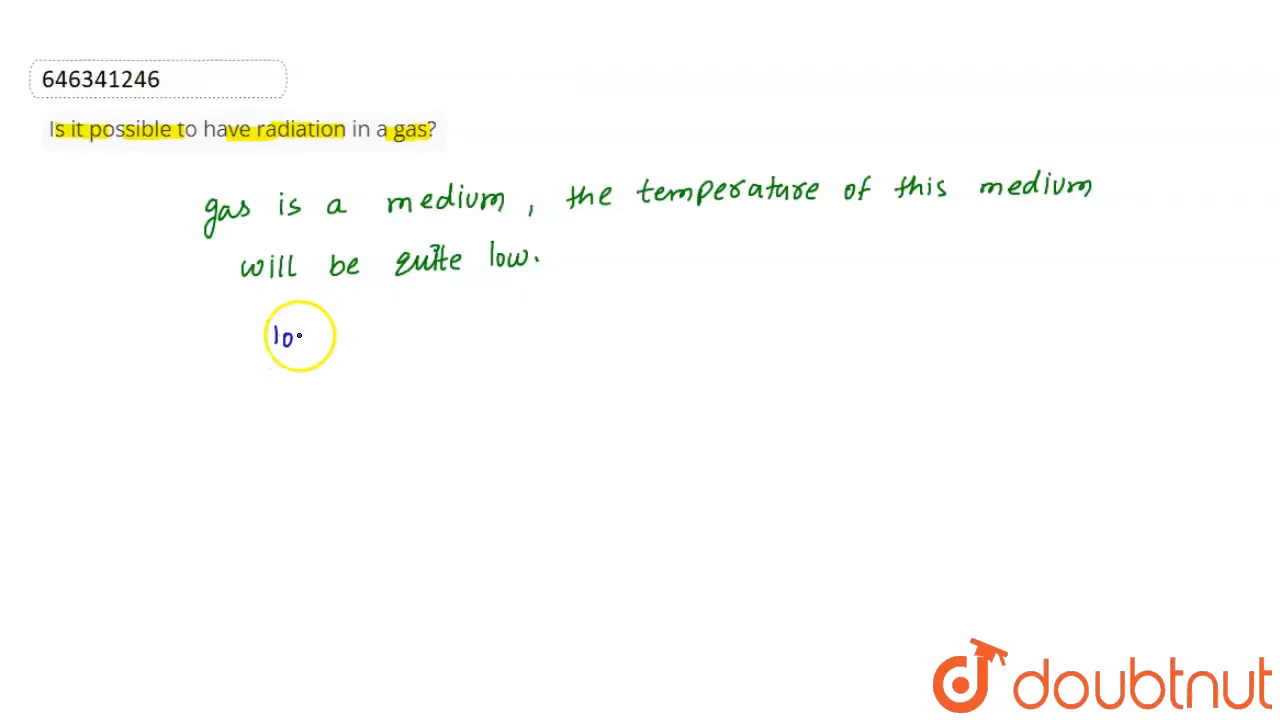 646341246
Is it possible to have radiation in a gas?
gas is a medium, the temperature of this medium
will be quite low.
lo
doubtnut